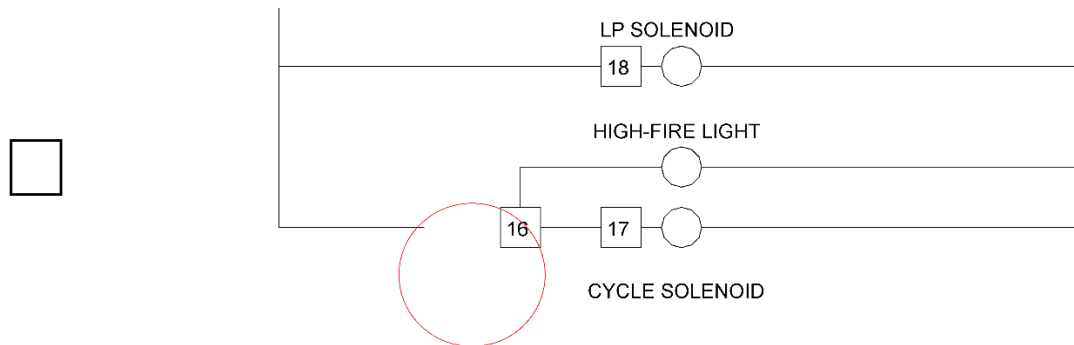 LP SOLENOID
18
HIGH-FIRE LIGHT
16
17
CYCLE SOLENOID